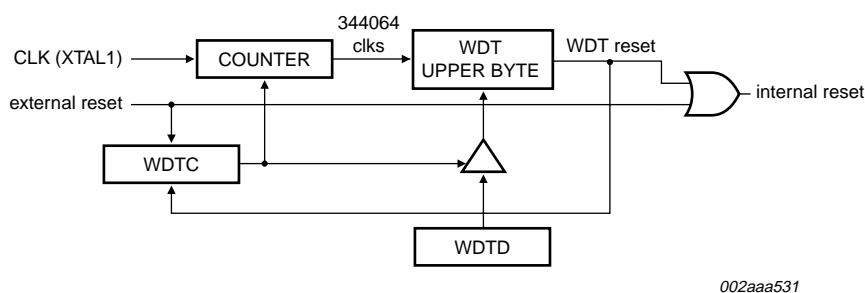 344064
clks
CLK (XTAL1)
COUNTER
WDT
UPPER BYTE
WDT reset
external reset
internal reset
WDTC
WDTD
002aaa531